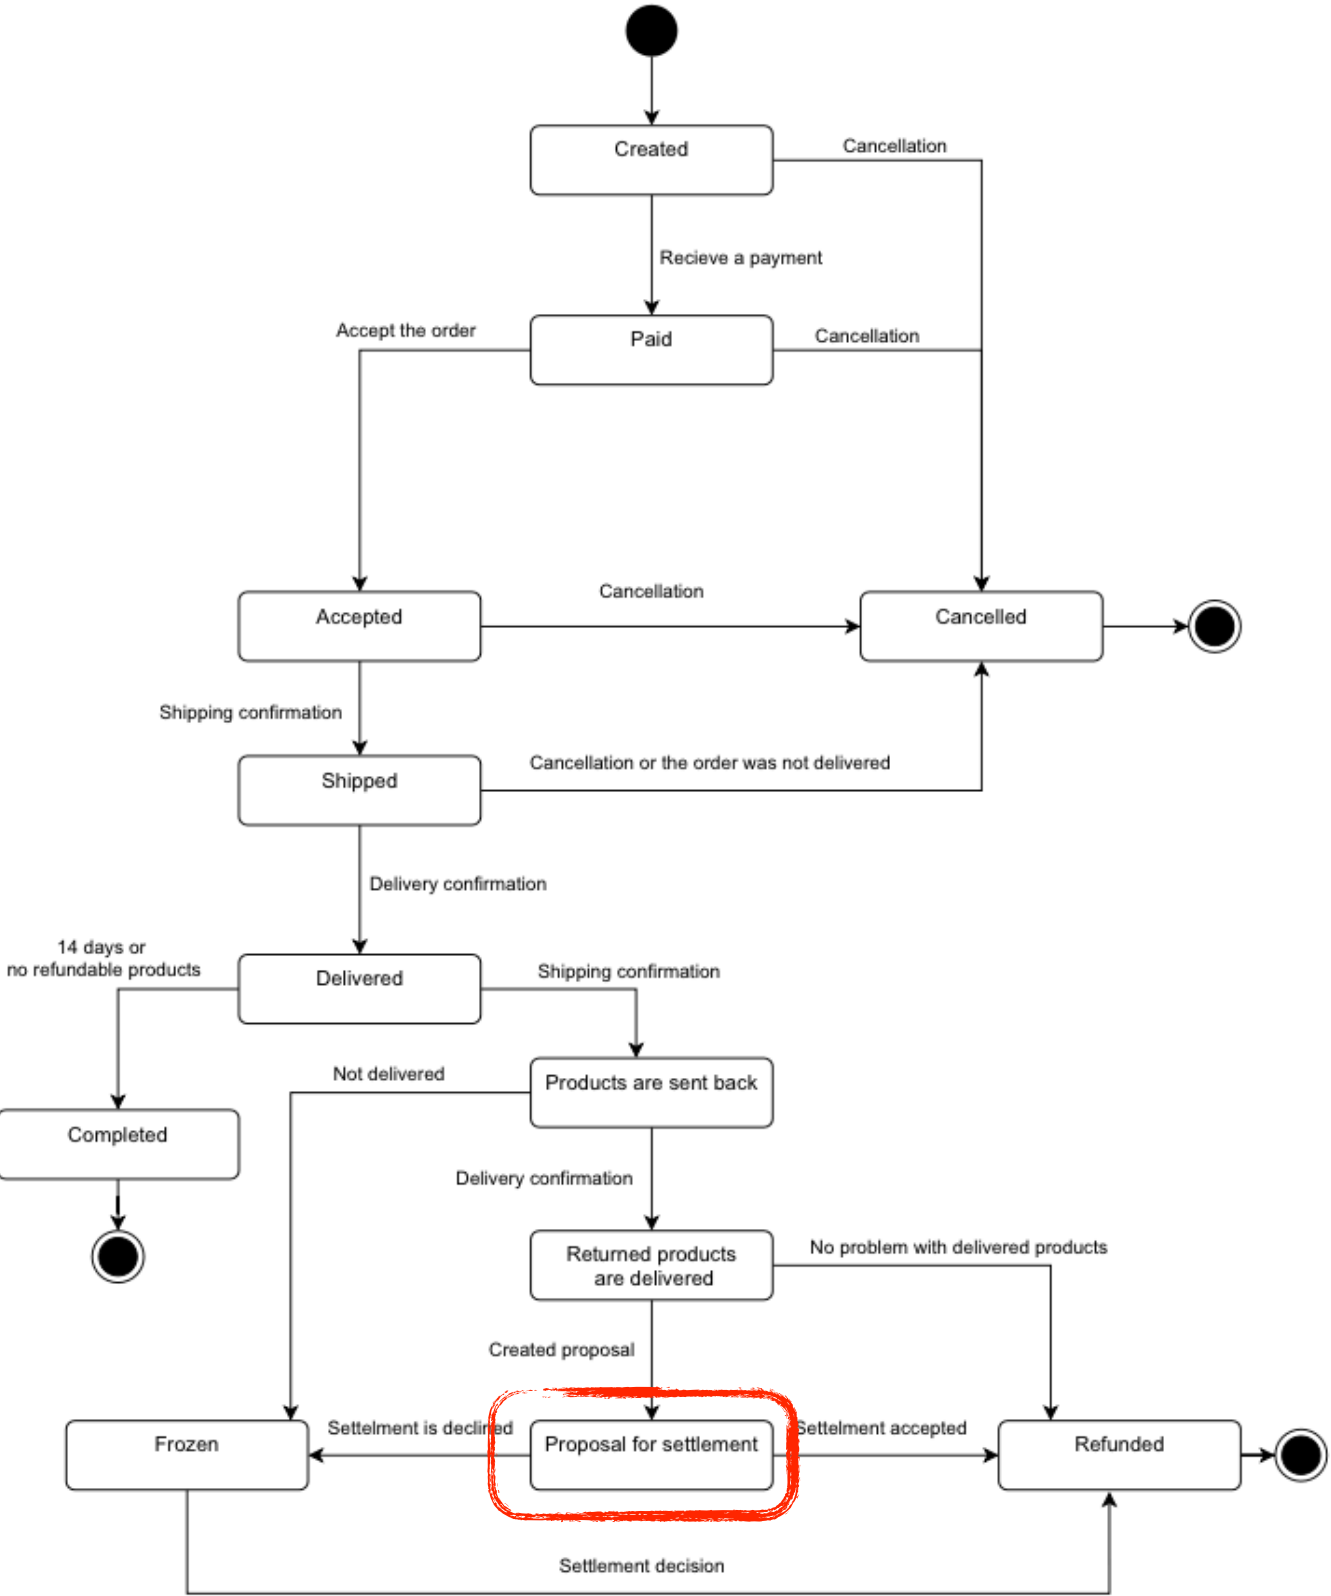 Created
Cancellation
Recieve a payment
Accept the order
Paid
Cancellation
Accepted
Cancellation
Cancelled
Shipping confirmation
Shipped
Cancellation or the order was not delivered
Delivery confirmation
14 days or
no refundable products
Delivered
Shipping confirmation
Not delivered
Products are sent back
Completed
Delivery confirmation
Returned products
are delivered
No problem with delivered products
Created proposal
Frozen
Settelment is declined
Proposal for settlement
Settelment accepted
Refunded
Settlement decision